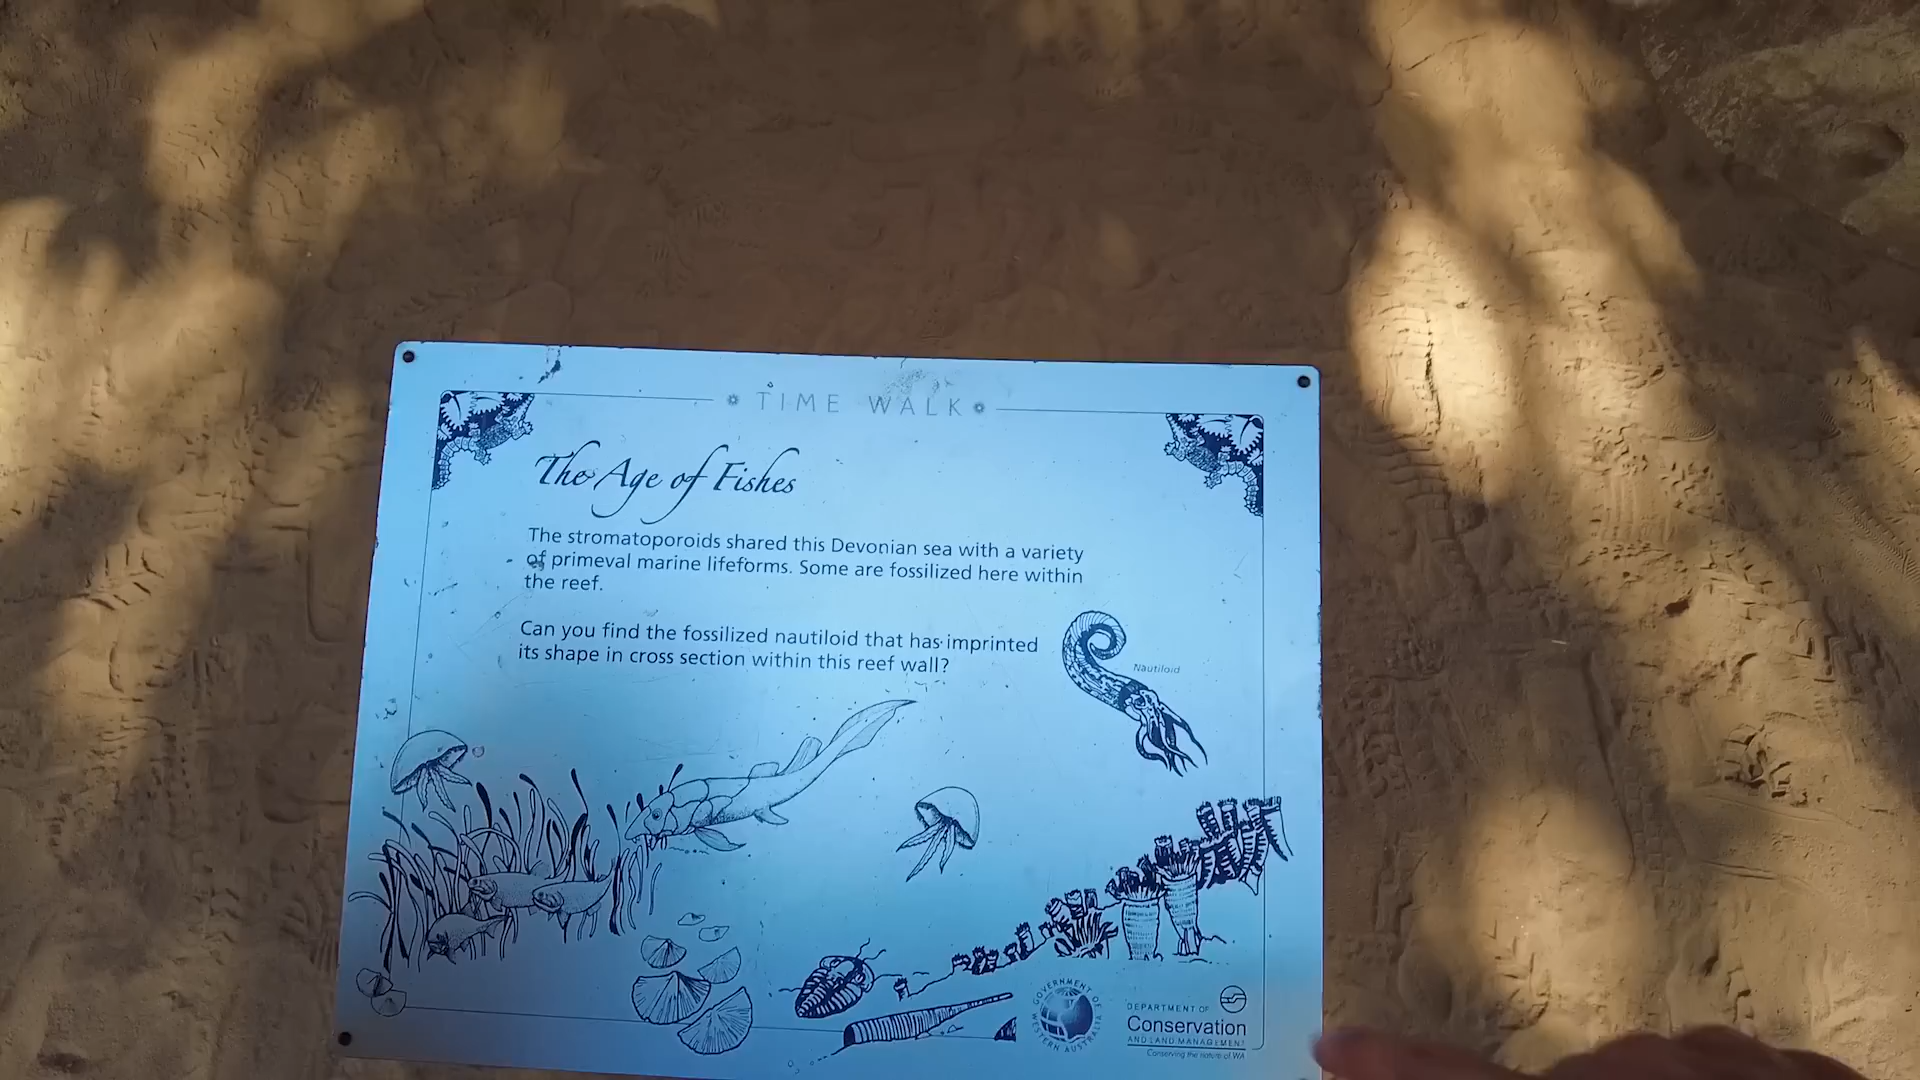 TIME WALK
The Age of Fishes
The stromatoporoids shared this Devonian sea with a variety
of primeval marine lifeforms. Some are fossilized here within
the reef.
Can you find the fossilized nautiloid that has imprinted
its shape in cross section within this reef wall?
Nautiloid
GOVERNMENT OF
WESTERN AUSTRALIA
DEPARTMENT OF
Conservation
AND LAND MANAGEMENT
Conserving the nature of WA